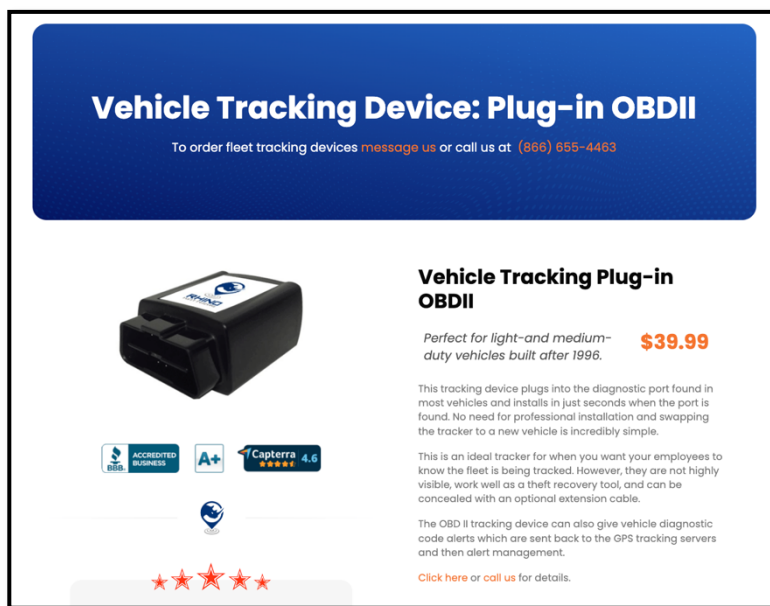 Vehicle Tracking Device: Plug-in OBDII
To order fleet tracking devices message us or call us at (866) 655-4463
RHINO
Vehicle Tracking Plug-in
OBDII
Perfect for light-and medium-
duty vehicles built after 1996.
$39.99
This tracking device plugs into the diagnostic port found in
most vehicles and installs in just seconds when the port is
found. No need for professional installation and swapping
the tracker to a new vehicle is incredibly simple.
This is an ideal tracker for when you want your employees to
know the fleet is being tracked. However, they are not highly
visible, work well as a theft recovery tool, and can be
concealed with an optional extension cable.
The OBD II tracking device can also give vehicle diagnostic
code alerts which are sent back to the GPS tracking servers
and then alert management.
Click here or call us for details.
BBB.
ACCREDITED
BUSINESS
A+
Capterra
4.6